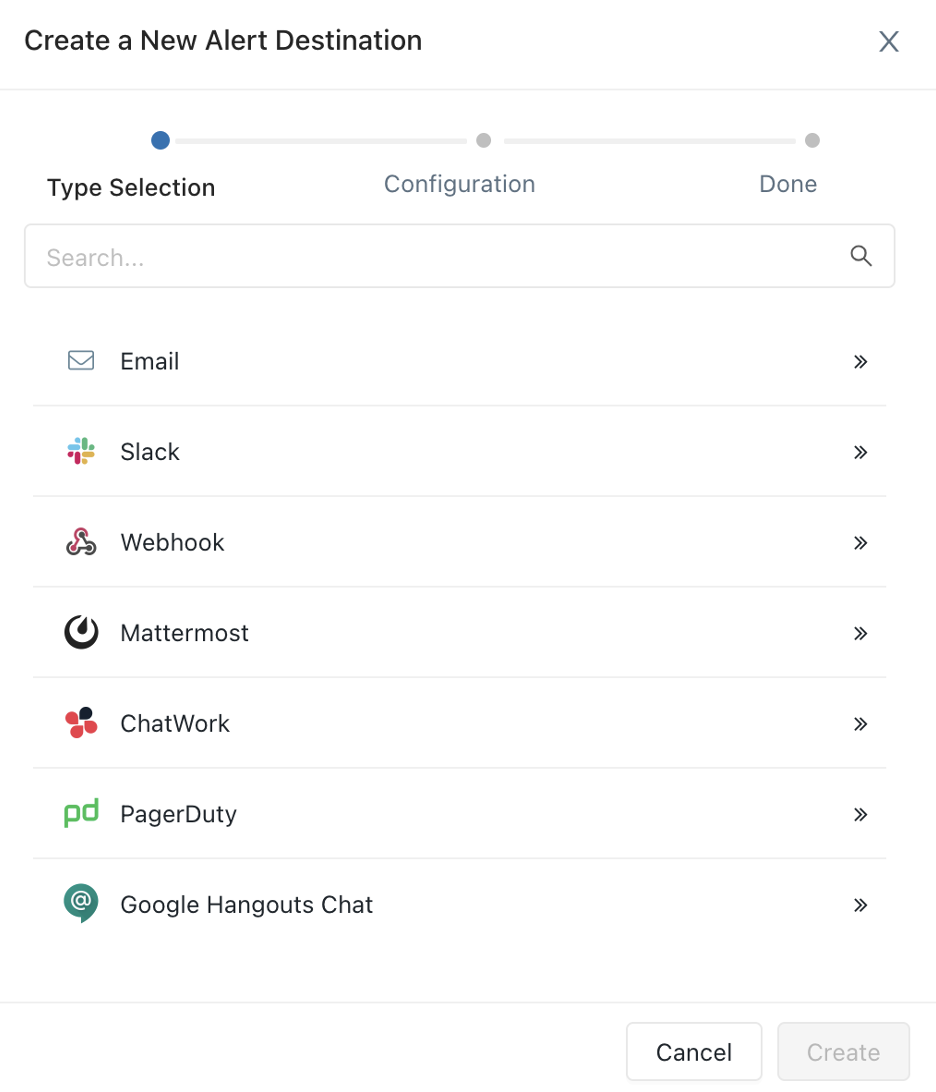 Create a New Alert Destination
Type Selection
Configuration
Done
Search...
Email
Slack
Webhook
Mattermost
ChatWork
pd PagerDuty
@ Google Hangouts Chat
Cancel
Create